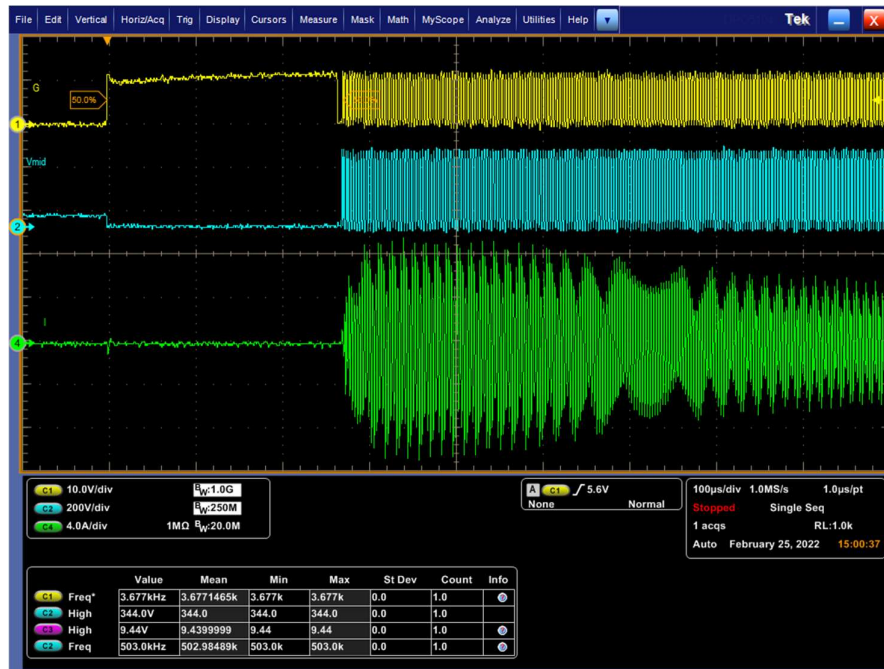 File Edit Vertical Horiz/Acq Trig Display Cursors Measure Mask Math MyScope Analyze Utilities Help Tek X
G
50.0%
1
Vmid
2
I
4
C1 10.0V/div BW:1.0G
C2 200V/div BW:250M
C4 4.0A/div 1MΩ BW:20.0M
A C1 5.6V
None Normal
100µs/div 1.0MS/s 1.0µs/pt
Stopped Single Seq
1 acqs RL:1.0k
Auto February 25, 2022 15:00:37
Value Mean Min Max St Dev Count Info
C1 Freq* 3.677kHz 3.6771465k 3.677k 3.677k 0.0 1.0
C2 High 344.0V 344.0 344.0 344.0 0.0 1.0
C3 High 9.44V 9.4399999 9.44 9.44 0.0 1.0
C2 Freq 503.0kHz 502.98489k 503.0k 503.0k 0.0 1.0